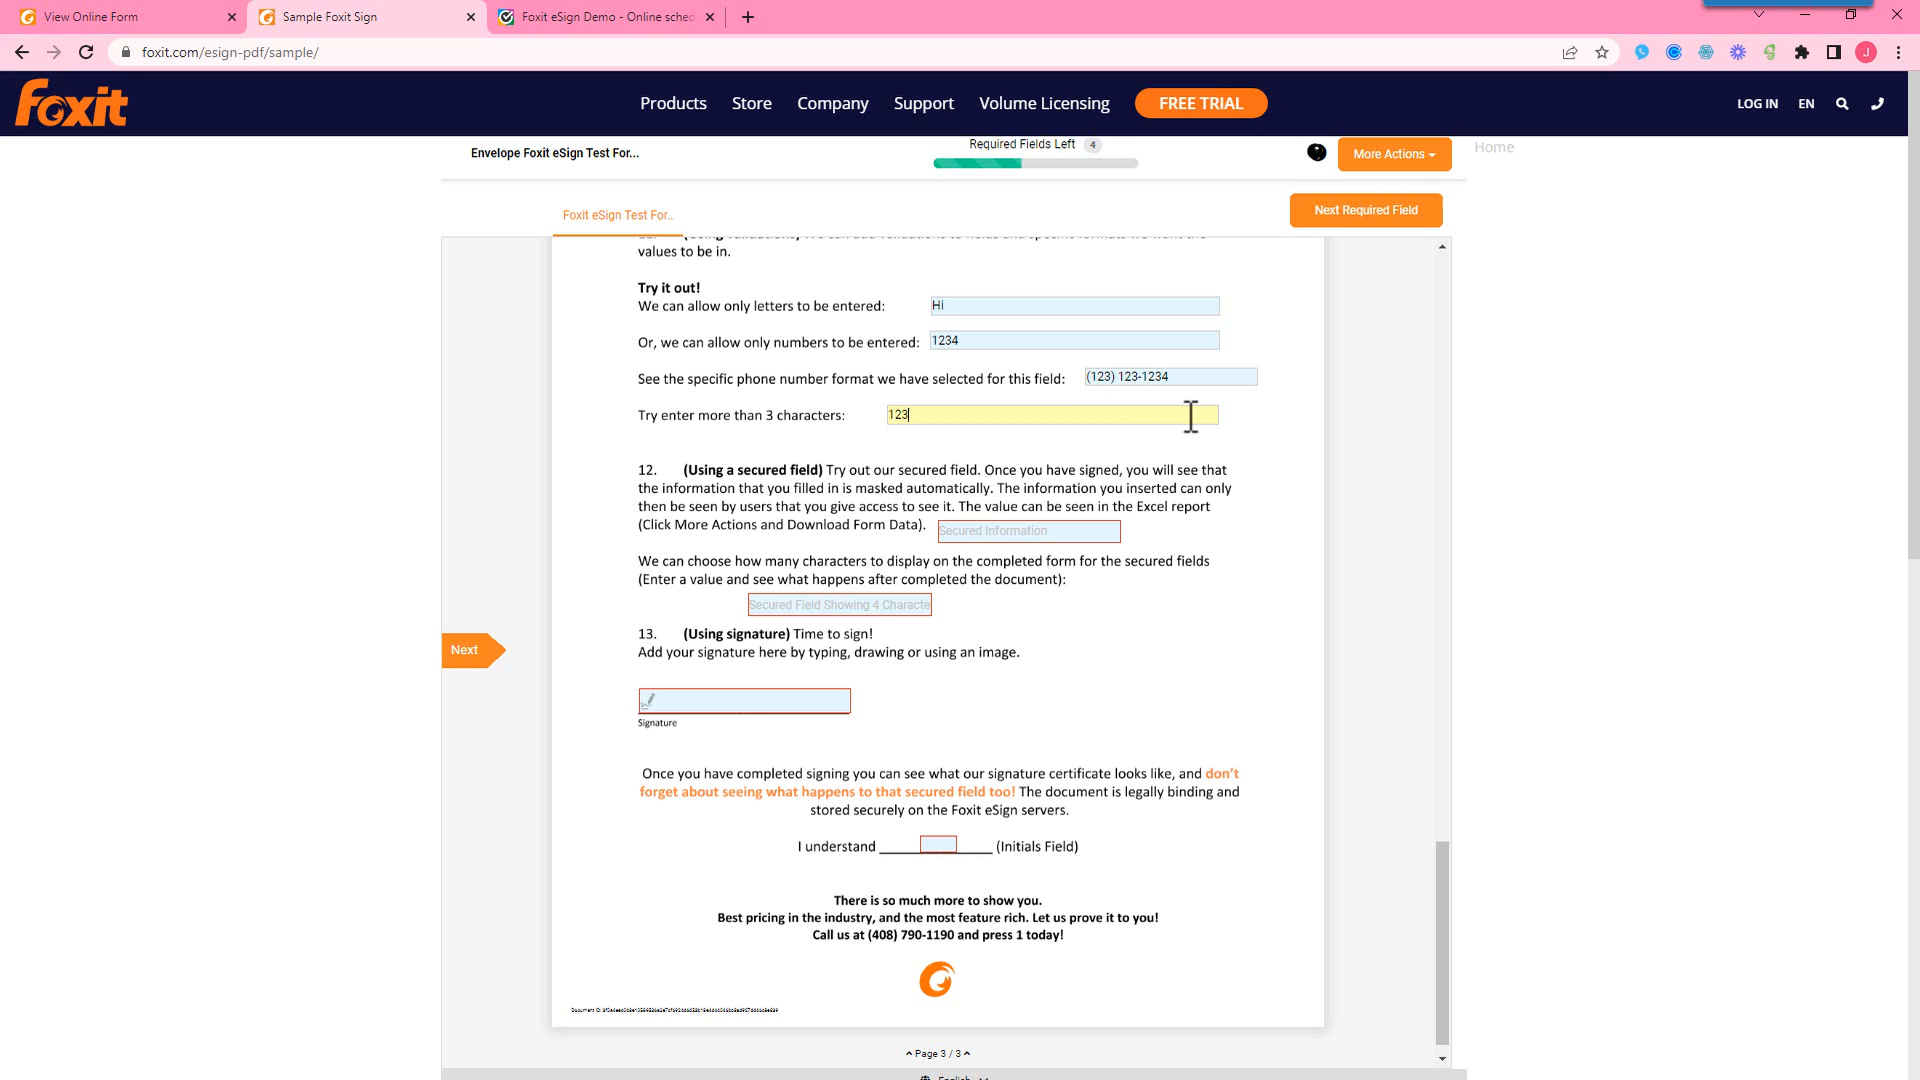 View Online Form
Sample Foxit Sign
Foxit eSign Demo - Online sched
foxit.com/esign-pdf/sample/
J
Foxit
Products
Store
Company
Support
Volume Licensing
FREE TRIAL
LOG IN
EN
Envelope Foxit eSign Test For...
Required Fields Left 4
More Actions
Home
Foxit eSign Test For..
Next Required Field
values to be in.
Try it out!
We can allow only letters to be entered: Hi
Or, we can allow only numbers to be entered: 1234
See the specific phone number format we have selected for this field: (123) 123-1234
Try enter more than 3 characters: 123
12. (Using a secured field) Try out our secured field. Once you have signed, you will see that
the information that you filled in is masked automatically. The information you inserted can only
then be seen by users that you give access to see it. The value can be seen in the Excel report
(Click More Actions and Download Form Data). Secured Information
We can choose how many characters to display on the completed form for the secured fields
(Enter a value and see what happens after completed the document):
Secured Field Showing 4 Characte
13. (Using signature) Time to sign!
Next
Add your signature here by typing, drawing or using an image.
Signature
Once you have completed signing you can see what our signature certificate looks like, and don't
forget about seeing what happens to that secured field too! The document is legally binding and
stored securely on the Foxit eSign servers.
I understand (Initials Field)
There is so much more to show you.
Best pricing in the industry, and the most feature rich. Let us prove it to you!
Call us at (408) 790-1190 and press 1 today!
Document ID:
Page 3 / 3
English